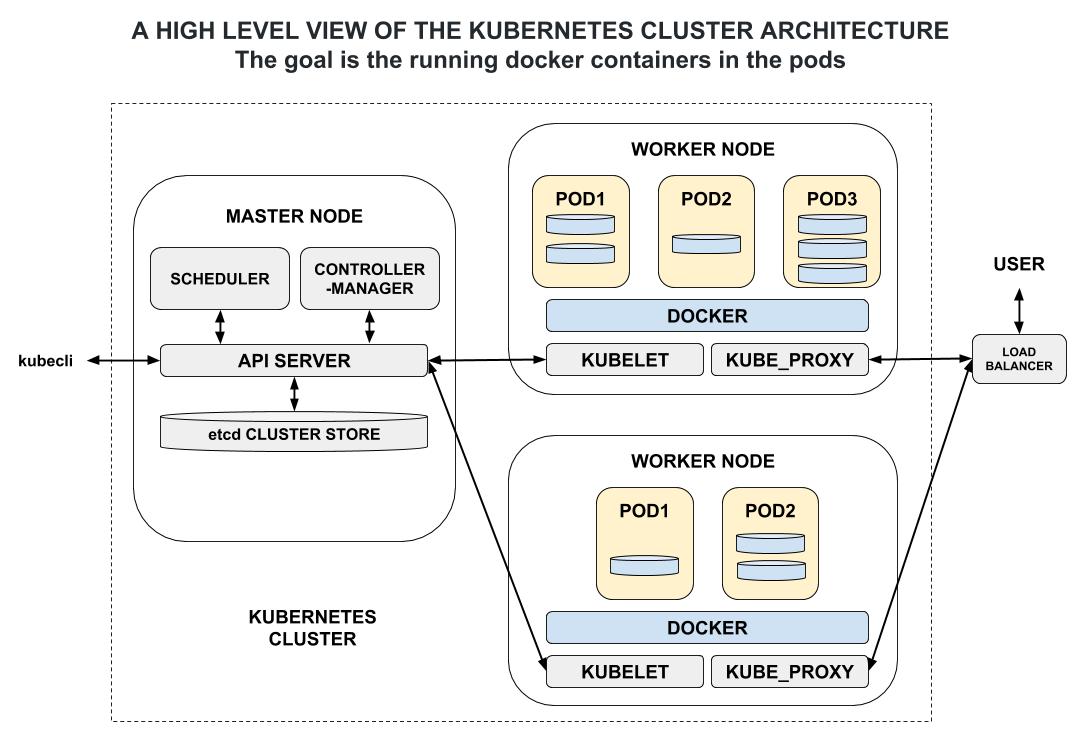 A HIGH LEVEL VIEW OF THE KUBERNETES CLUSTER ARCHITECTURE
The goal is the running docker containers in the pods
MASTER NODE
SCHEDULER
CONTROLLER
-MANAGER
kubecli
API SERVER
etcd CLUSTER STORE
KUBERNETES
CLUSTER
WORKER NODE
POD1
POD2
POD3
DOCKER
KUBELET
KUBE_PROXY
WORKER NODE
POD1
POD2
DOCKER
KUBELET
KUBE_PROXY
USER
LOAD
BALANCER